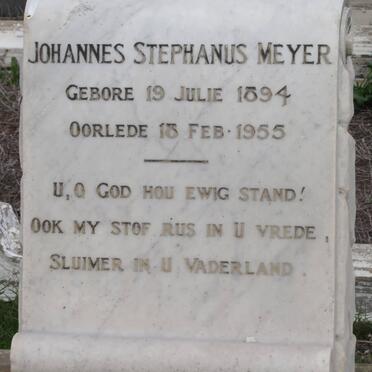 JOHANNES STEPHANUS MEYER
GEBORE 19 JULIE 1894
OORLEDE 18 FEB. 1955
U, O GOD HOU EWIG STAND!
OOK MY STOF RUS IN U VREDE,
SLUIMER IN U VADERLAND.